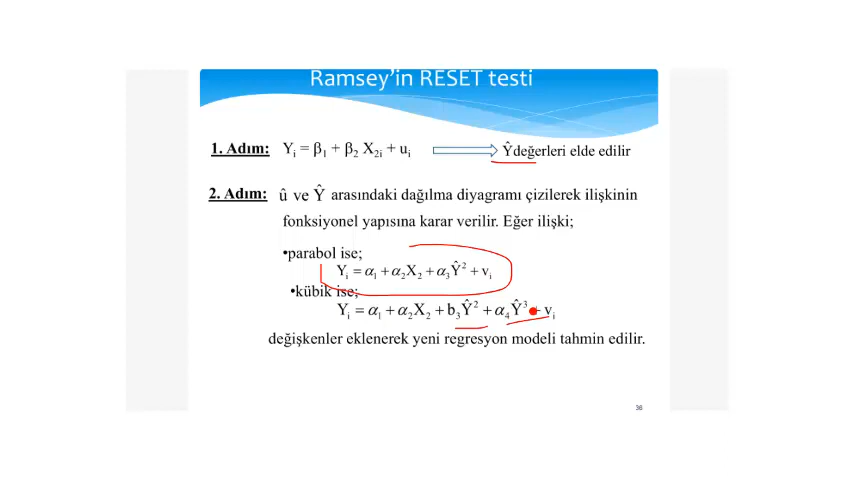 Ramsey'in RESET testi
1. Adım: Yᵢ = β₁ + β₂ X₂ᵢ + uᵢ Ŷdeğerleri elde edilir
2. Adım: û ve Ŷ arasındaki dağılma diyagramı çizilerek ilişkinin
fonksiyonel yapısına karar verilir. Eğer ilişki;
•parabol ise;
Yᵢ = α₁ + α₂X₂ + α₃Ŷ² + vᵢ
•kübik ise;
Yᵢ = α₁ + α₂X₂ + b₃Ŷ² + α₄Ŷ³ + vᵢ
değişkenler eklenerek yeni regresyon modeli tahmin edilir.
36